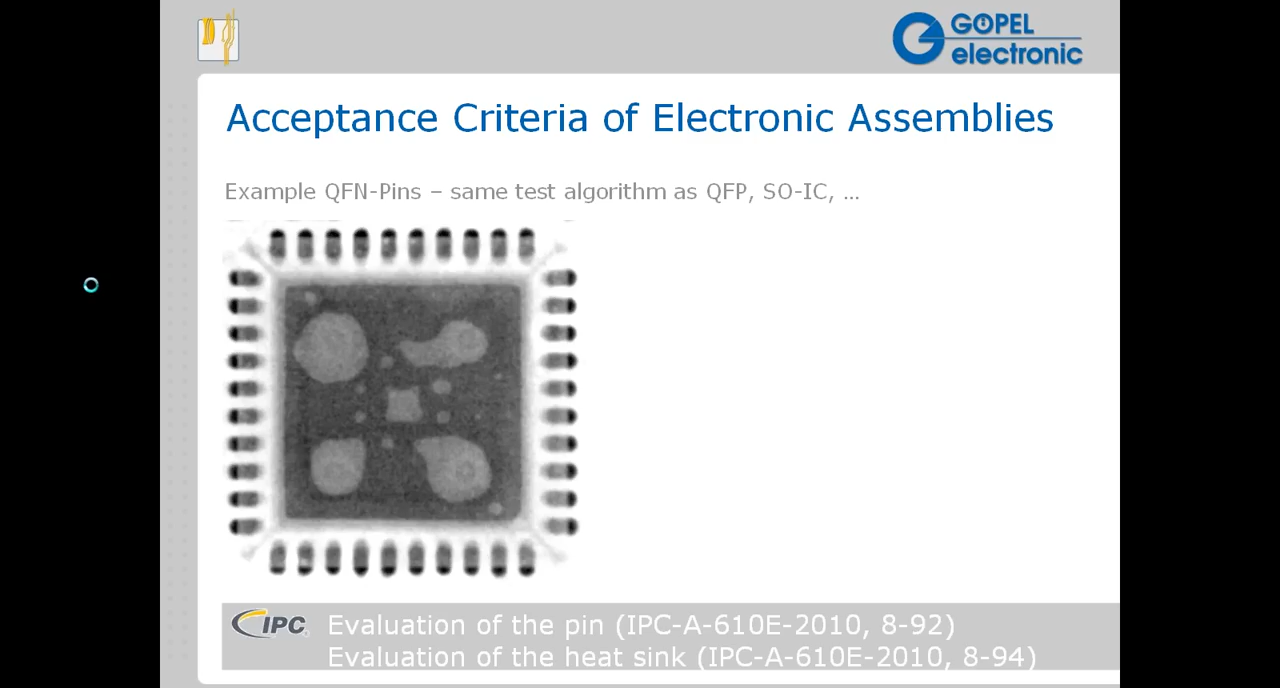 GÖPEL
electronic
Acceptance Criteria of Electronic Assemblies
Example QFN-Pins – same test algorithm as QFP, SO-IC, ...
IPC
Evaluation of the pin (IPC-A-610E-2010, 8-92)
Evaluation of the heat sink (IPC-A-610E-2010, 8-94)